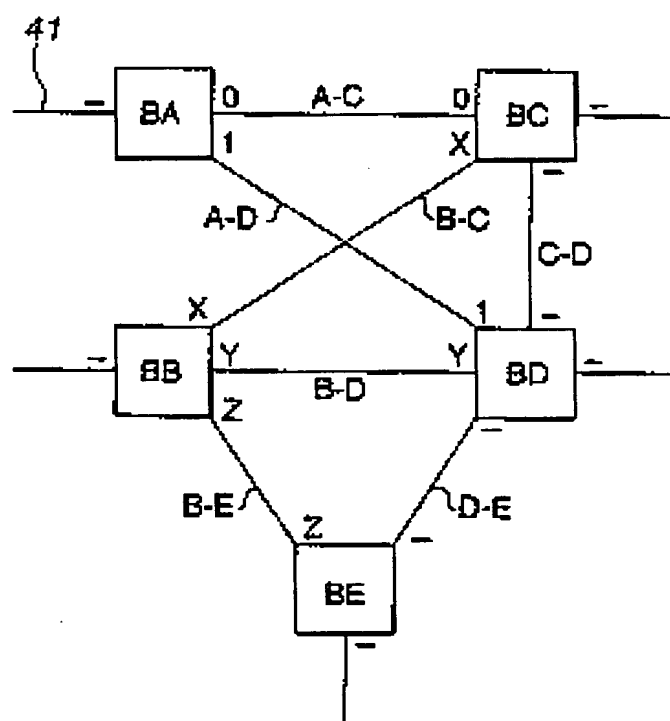 41
- BA 0 A-C 0 BC -
1 X -
A-D B-C
C-D
X 1 -
- BB Y B-D Y BD -
Z -
B-E D-E
Z -
BE
-